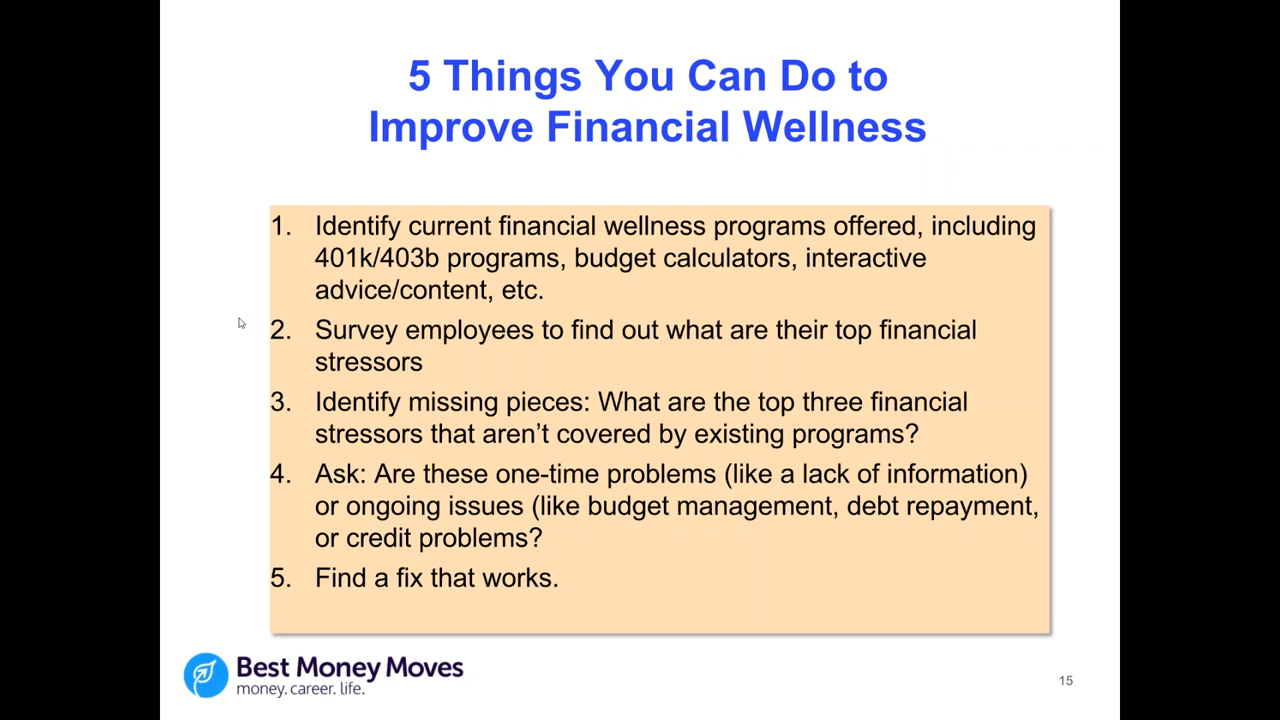 5 Things You Can Do to
Improve Financial Wellness
1. Identify current financial wellness programs offered, including
401k/403b programs, budget calculators, interactive
advice/content, etc.
2. Survey employees to find out what are their top financial
stressors
3. Identify missing pieces: What are the top three financial
stressors that aren’t covered by existing programs?
4. Ask: Are these one-time problems (like a lack of information)
or ongoing issues (like budget management, debt repayment,
or credit problems?
5. Find a fix that works.
Best Money Moves
money. career. life.
15